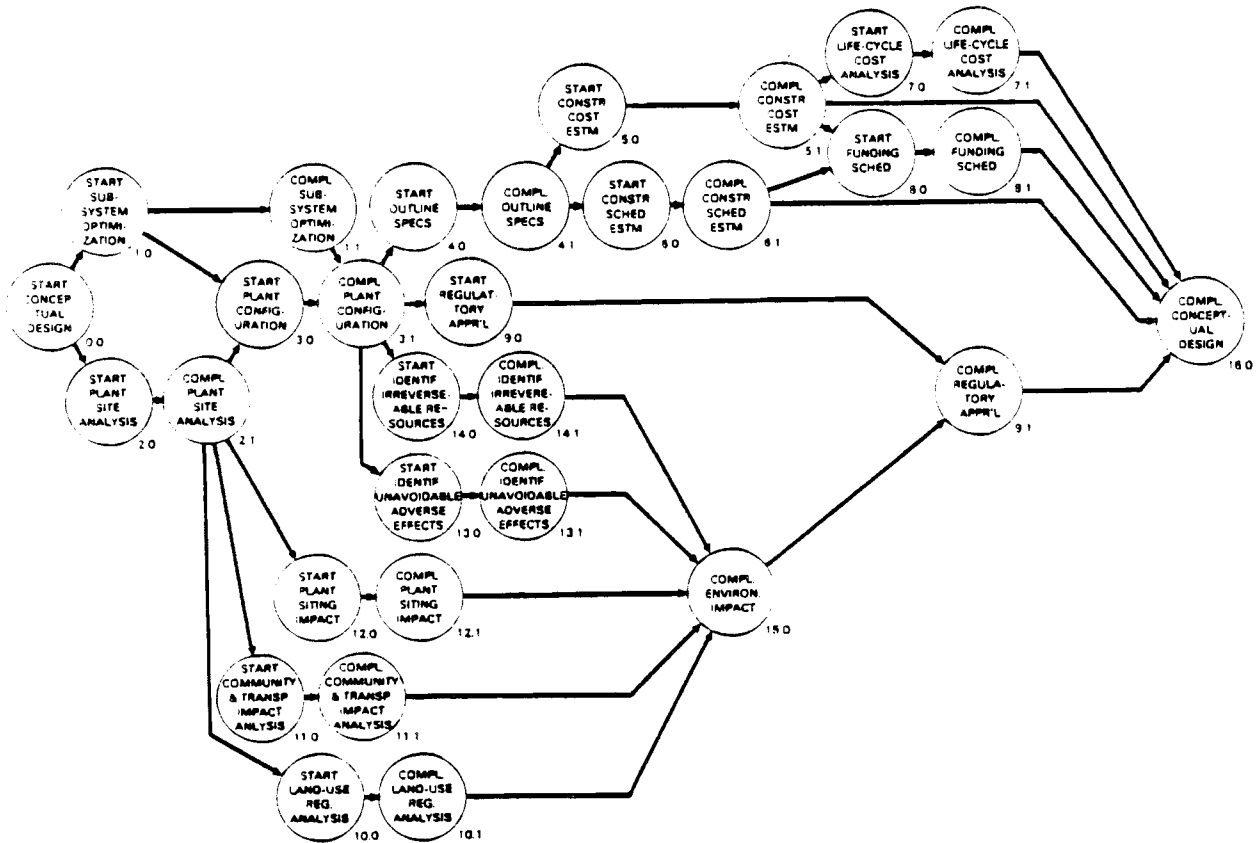 START
LIFE-CYCLE
COST
ANALYSIS
7.0
COMPL
LIFE-CYCLE
COST
ANALYSIS
7.1
START
CONSTR
COST
ESTM
5.0
COMPL
CONSTR
COST
ESTM
5.1
START
FUNDING
SCHED
8.0
COMPL
FUNDING
SCHED
8.1
START
SUB-
SYSTEM
OPTIMI-
ZATION
1.0
COMPL
SUB-
SYSTEM
OPTIMI-
ZATION
1.1
START
OUTLINE
SPECS
4.0
COMPL
OUTLINE
SPECS
4.1
START
CONSTR
SCHED
ESTM
6.0
COMPL
CONSTR
SCHED
ESTM
6.1
START
CONCEP
TUAL
DESIGN
0.0
START
PLANT
CONFIG-
URATION
3.0
COMPL
PLANT
CONFIG-
URATION
3.1
START
REGULA-
TORY
APPR'L
9.0
COMPL
CONCEPT-
UAL
DESIGN
16.0
START
PLANT
SITE
ANALYSIS
2.0
COMPL
PLANT
SITE
ANALYSIS
2.1
START
IDENTIF
IRREVERSE-
ABLE RE-
SOURCES
14.0
COMPL.
IDENTIF
IRREVERE-
ABLE RE-
SOURCES
14.1
COMPL
REGULA-
TORY
APPR'L
9.1
START
IDENTIF
UNAVOIDABLE
ADVERSE
EFFECTS
13.0
COMPL.
IDENTIF
UNAVOIDABLE
ADVERSE
EFFECTS
13.1
START
PLANT
SITING
IMPACT
12.0
COMPL
PLANT
SITING
IMPACT
12.1
COMPL.
ENVIRON.
IMPACT
15.0
START
COMMUNITY
& TRANSP
IMPACT
ANLYSIS
11.0
COMPL
COMMUNITY
& TRANSP
IMPACT
ANALYSIS
11.1
START
LAND-USE
REG.
ANALYSIS
10.0
COMPL
LAND-USE
REG.
ANALYSIS
10.1